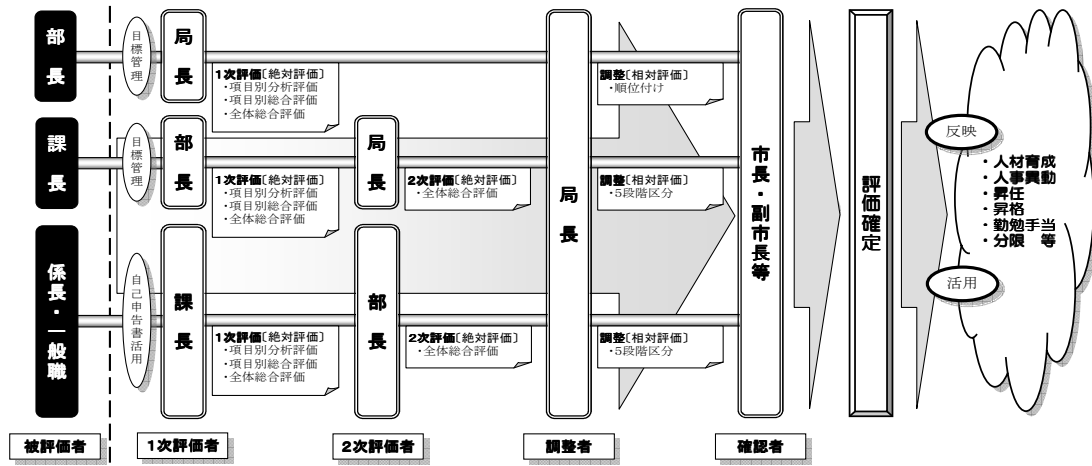 部長
目標管理
局長
1次評価〔絶対評価〕
・項目別分析評価
・項目別総合評価
・全体総合評価
調整〔相対評価〕
・順位付け
課長
目標管理
部長
1次評価〔絶対評価〕
・項目別分析評価
・項目別総合評価
・全体総合評価
局長
2次評価〔絶対評価〕
・全体総合評価
調整〔相対評価〕
・5段階区分
係長・一般職
自己申告書活用
課長
1次評価〔絶対評価〕
・項目別分析評価
・項目別総合評価
・全体総合評価
部長
2次評価〔絶対評価〕
・全体総合評価
調整〔相対評価〕
・5段階区分
局長
市長・副市長等
評価確定
反映
・人材育成
・人事異動
・昇任
・昇格
・勤勉手当
・分限　等
活用
被評価者
1次評価者
2次評価者
調整者
確認者